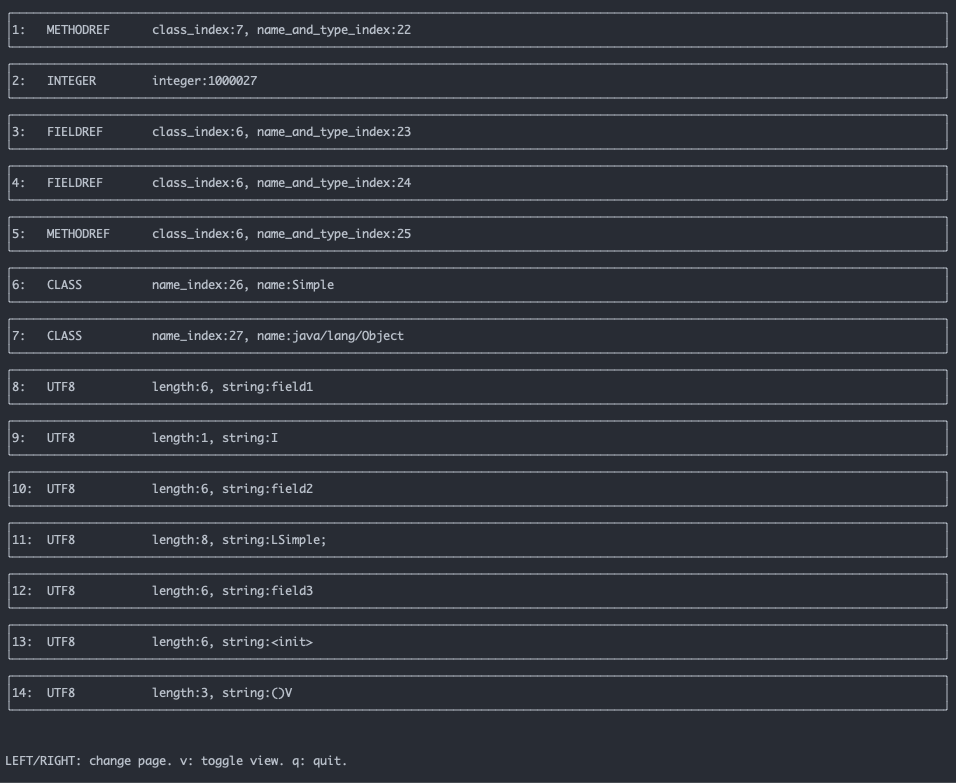 1: METHODREF class_index:7, name_and_type_index:22
2: INTEGER integer:1000027
3: FIELDREF class_index:6, name_and_type_index:23
4: FIELDREF class_index:6, name_and_type_index:24
5: METHODREF class_index:6, name_and_type_index:25
6: CLASS name_index:26, name:Simple
7: CLASS name_index:27, name:java/lang/Object
8: UTF8 length:6, string:field1
9: UTF8 length:1, string:I
10: UTF8 length:6, string:field2
11: UTF8 length:8, string:LSimple;
12: UTF8 length:6, string:field3
13: UTF8 length:6, string:<init>
14: UTF8 length:3, string:()V
LEFT/RIGHT: change page. v: toggle view. q: quit.